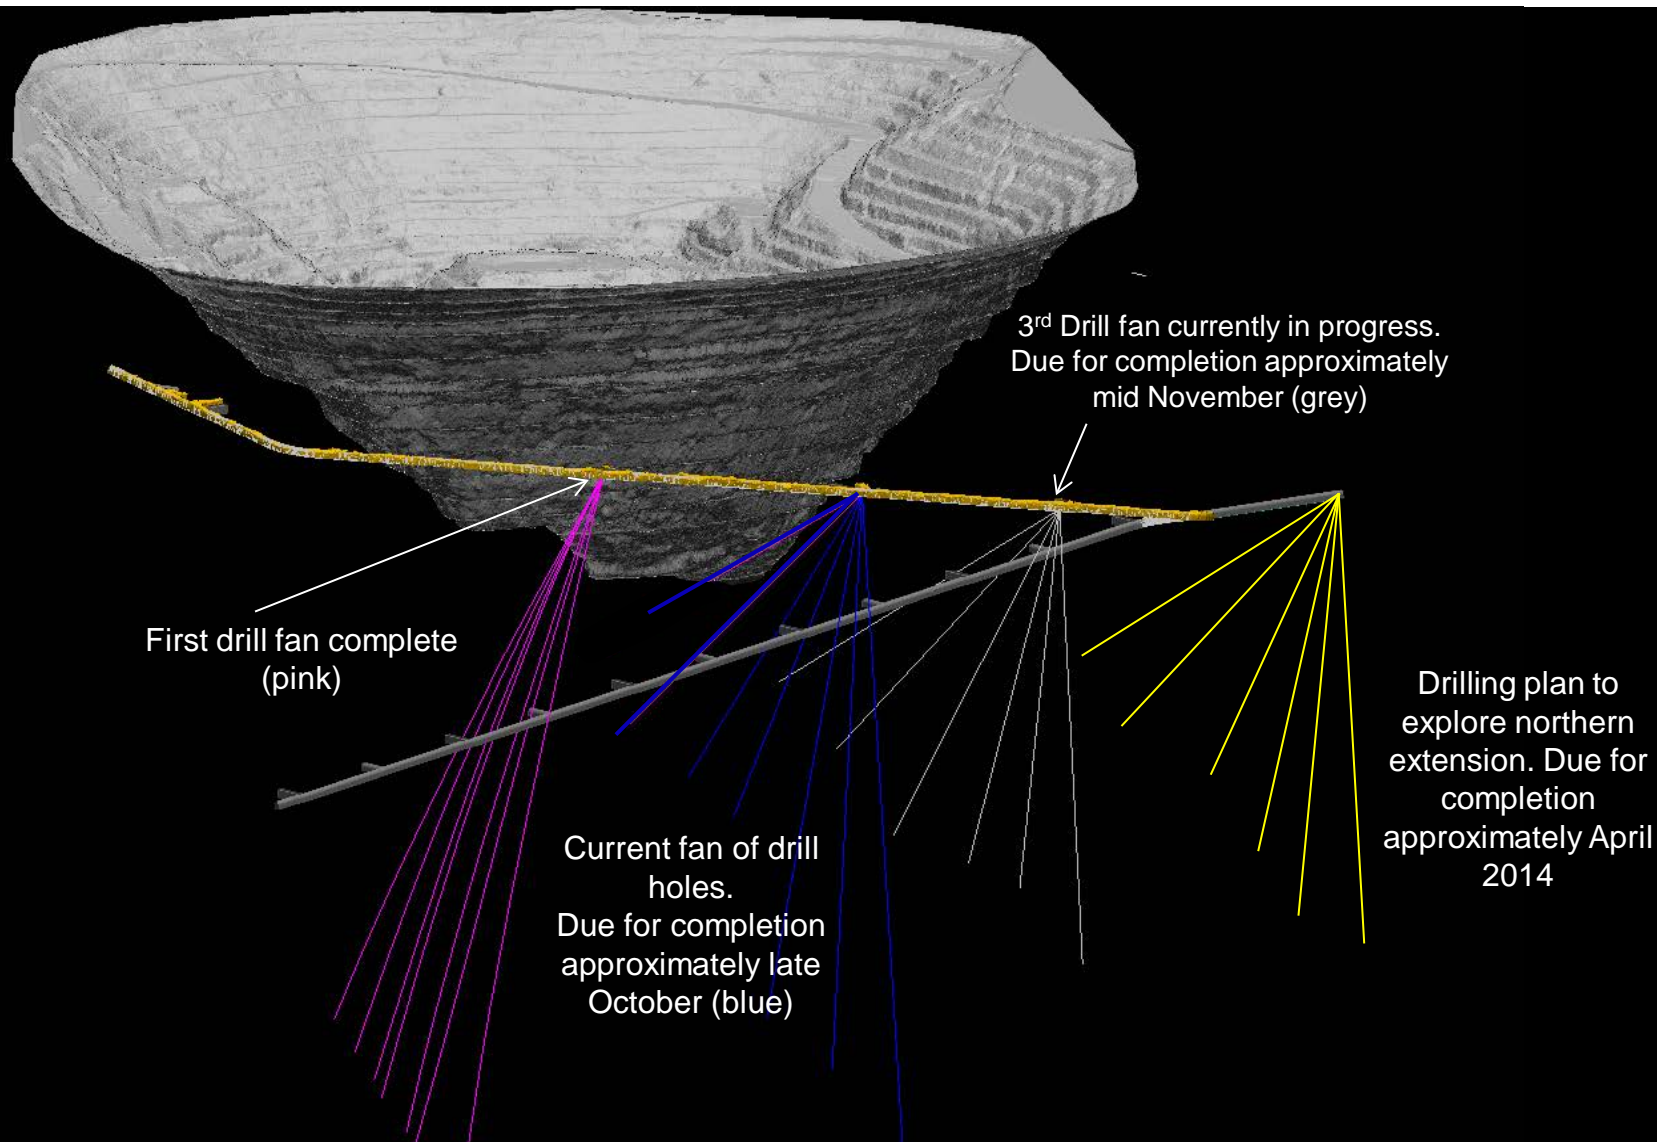 3rd Drill fan currently in progress.
Due for completion approximately
mid November (grey)
First drill fan complete
(pink)
Drilling plan to
explore northern
extension. Due for
completion
approximately April
2014
Current fan of drill
holes.
Due for completion
approximately late
October (blue)